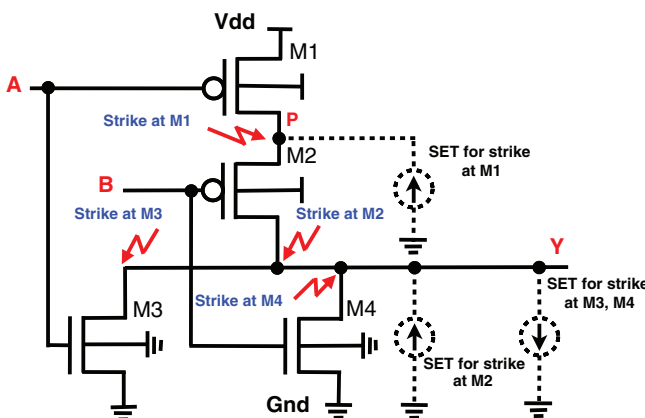 Vdd
M1
A
P
Strike at M1
M2
SET for strike
at M1
B
Strike at M3
Strike at M2
Y
Strike at M4
SET for strike
at M3, M4
M3
M4
SET for strike
at M2
Gnd